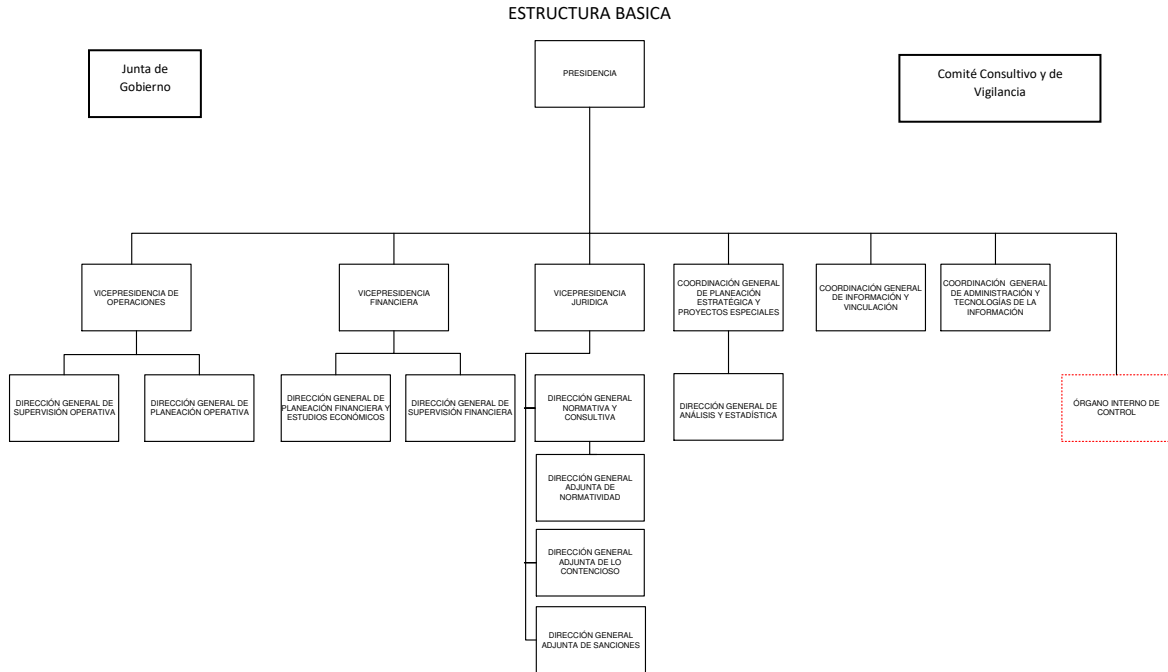 ESTRUCTURA BASICA
Junta de
Gobierno
PRESIDENCIA
Comité Consultivo y de
Vigilancia
VICEPRESIDENCIA DE
OPERACIONES
VICEPRESIDENCIA
FINANCIERA
VICEPRESIDENCIA
JURIDICA
COORDINACIÓN GENERAL
DE PLANEACIÓN
ESTRATÉGICA Y
PROYECTOS ESPECIALES
COORDINACIÓN GENERAL
DE INFORMACIÓN Y
VINCULACIÓN
COORDINACIÓN GENERAL
DE ADMINISTRACIÓN Y
TECNOLOGÍAS DE LA
INFORMACIÓN
DIRECCIÓN GENERAL DE
SUPERVISIÓN OPERATIVA
DIRECCIÓN GENERAL DE
PLANEACIÓN OPERATIVA
DIRECCIÓN GENERAL DE
PLANEACIÓN FINANCIERA Y
ESTUDIOS ECONÓMICOS
DIRECCIÓN GENERAL DE
SUPERVISIÓN FINANCIERA
DIRECCIÓN GENERAL
NORMATIVA Y
CONSULTIVA
DIRECCIÓN GENERAL DE
ANÁLISIS Y ESTADÍSTICA
ÓRGANO INTERNO DE
CONTROL
DIRECCIÓN GENERAL
ADJUNTA DE
NORMATIVIDAD
DIRECCIÓN GENERAL
ADJUNTA DE LO
CONTENCIOSO
DIRECCIÓN GENERAL
ADJUNTA DE SANCIONES